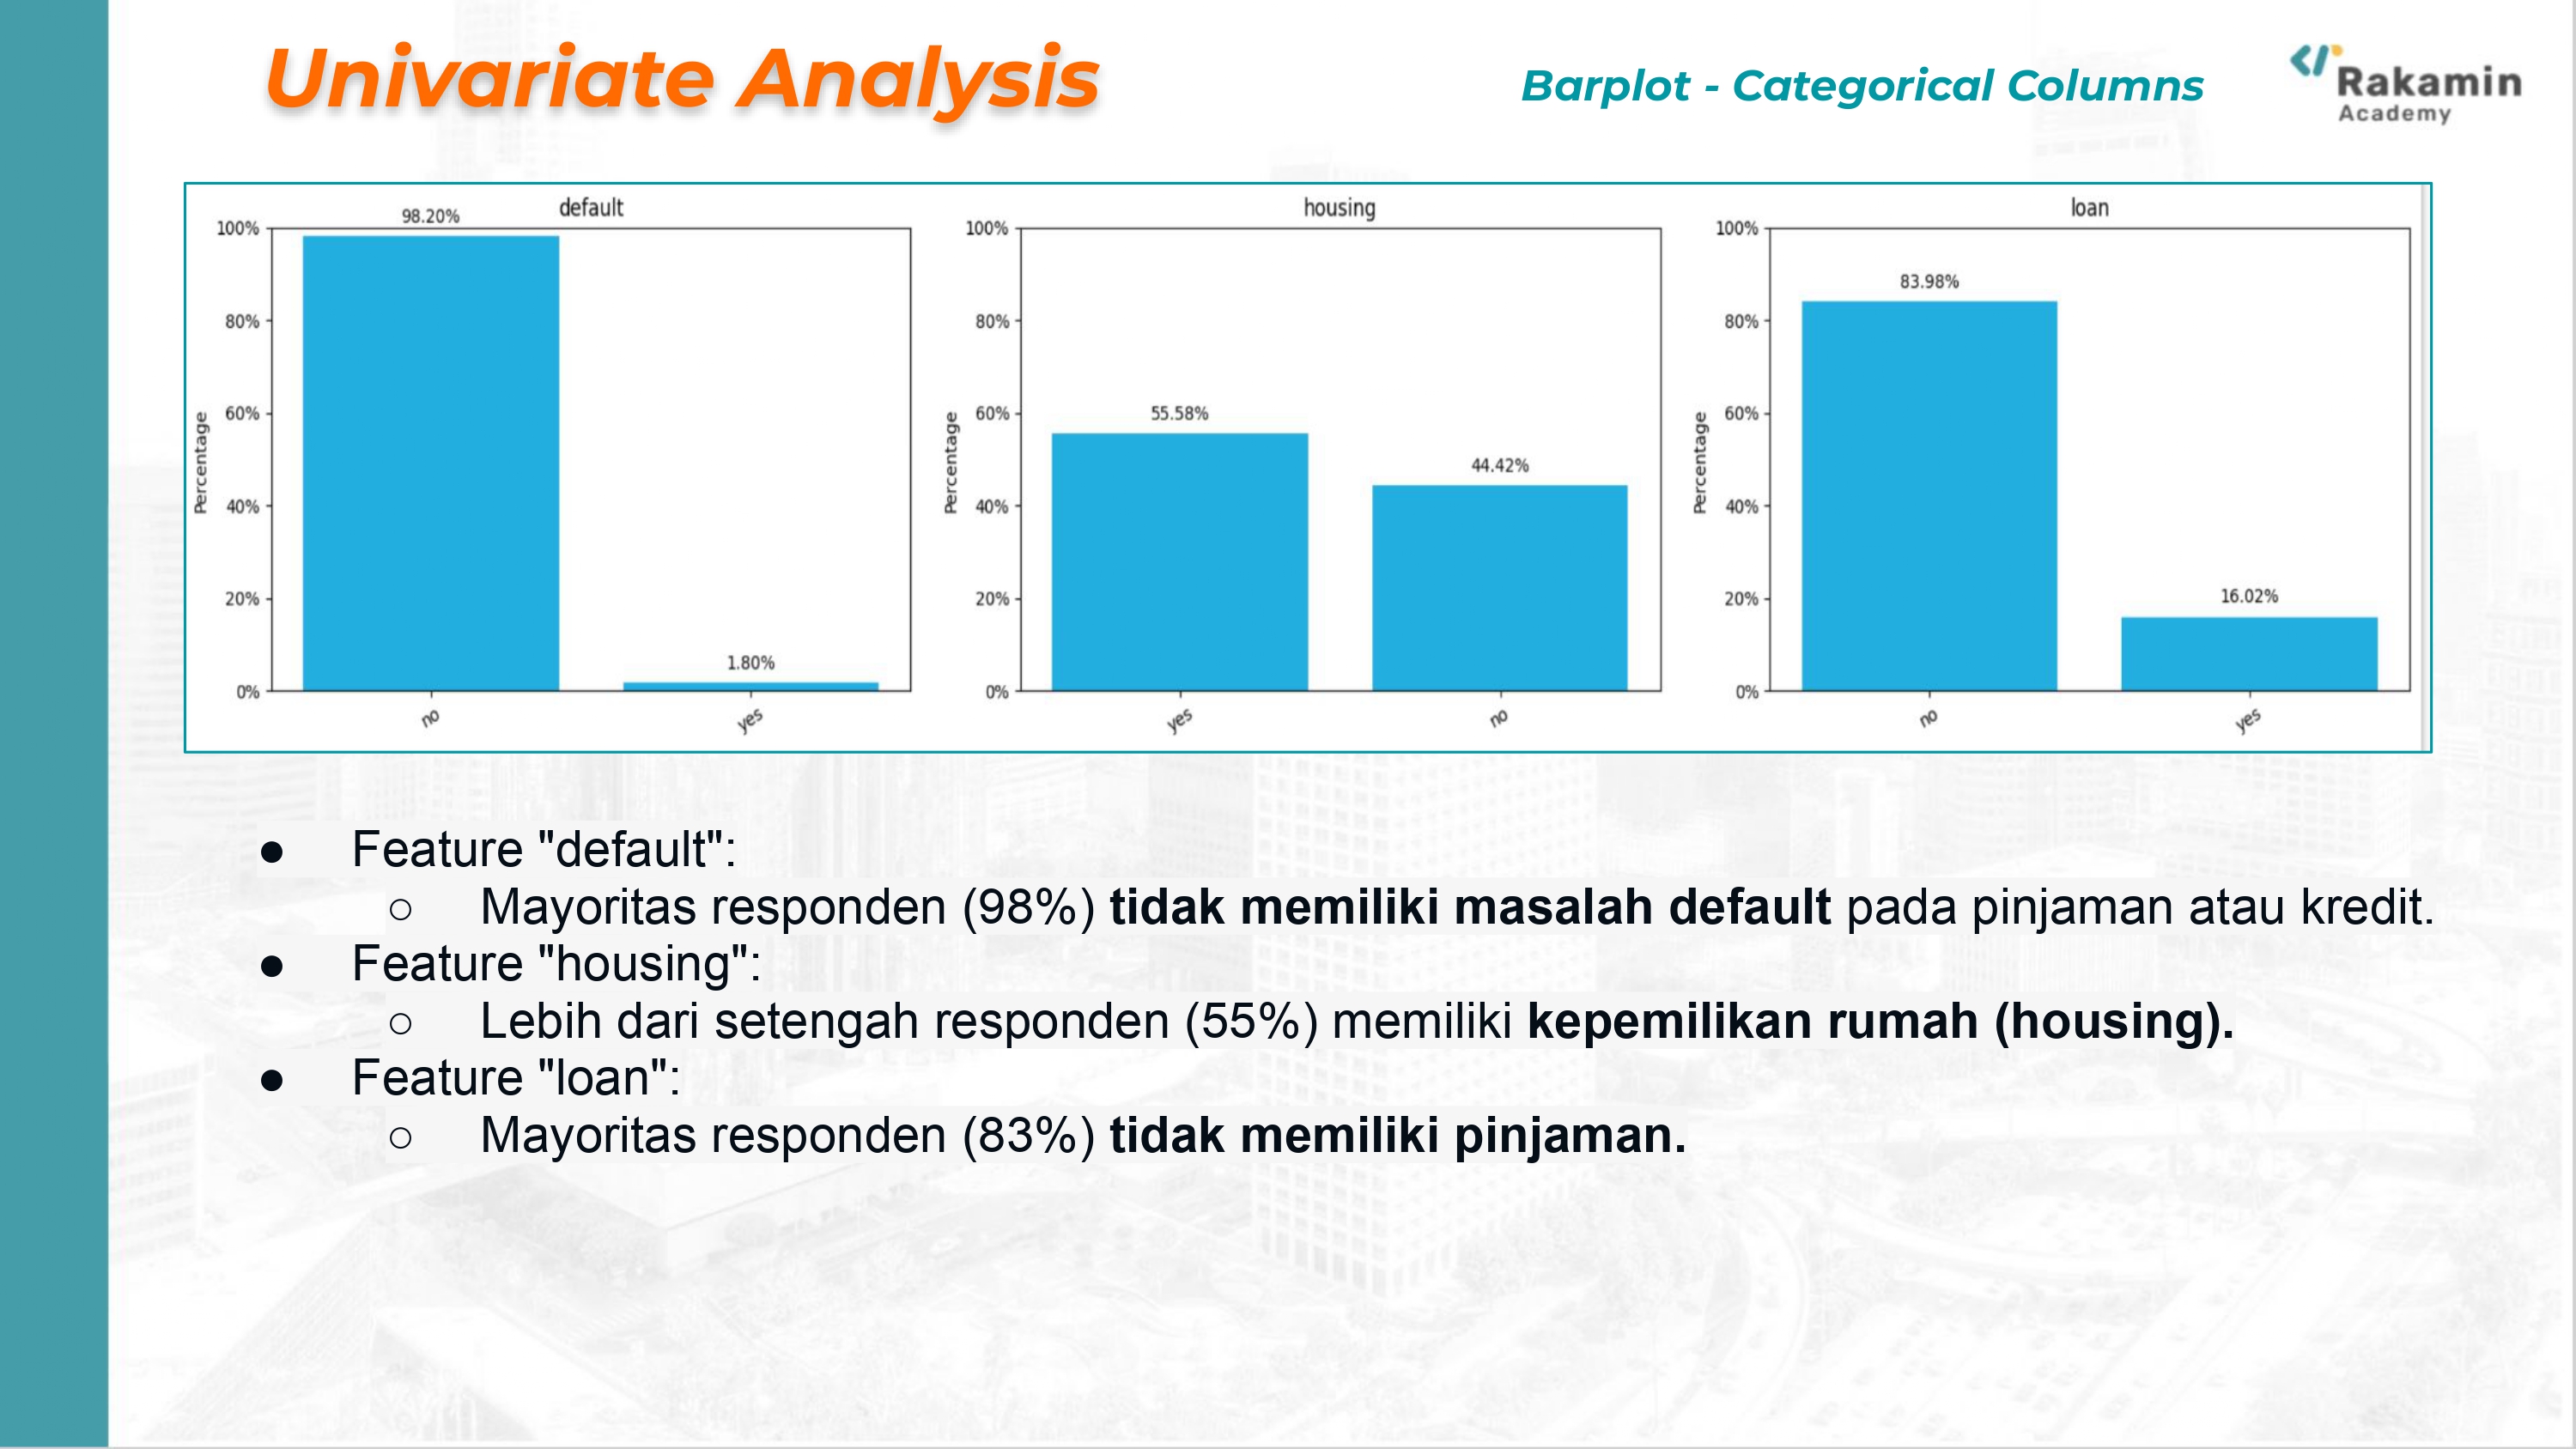 Univariate Analysis
Barplot - Categorical Columns
Rakamin
Academy
default
98.20%
100%
80%
60%
40%
20%
0%
Percentage
1.80%
no
yes
housing
100%
80%
60%
40%
20%
0%
Percentage
55.58%
44.42%
yes
no
loan
100%
80%
60%
40%
20%
0%
Percentage
83.98%
16.02%
no
yes
● Feature "default":
○ Mayoritas responden (98%) tidak memiliki masalah default pada pinjaman atau kredit.
● Feature "housing":
○ Lebih dari setengah responden (55%) memiliki kepemilikan rumah (housing).
● Feature "loan":
○ Mayoritas responden (83%) tidak memiliki pinjaman.